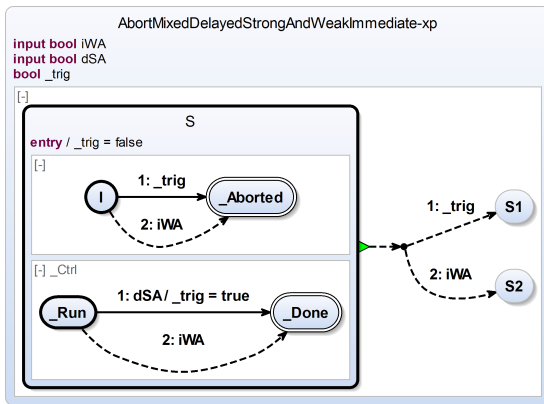 AbortMixedDelayedStrongAndWeakImmediate-xp
input bool iWA
input bool dSA
bool _trig
[-]
S
entry / _trig = false
[-]
1: _trig
I
_Aborted
2: iWA
[-] _Ctrl
1: dSA / _trig = true
_Run
_Done
2: iWA
1: _trig
S1
2: iWA
S2